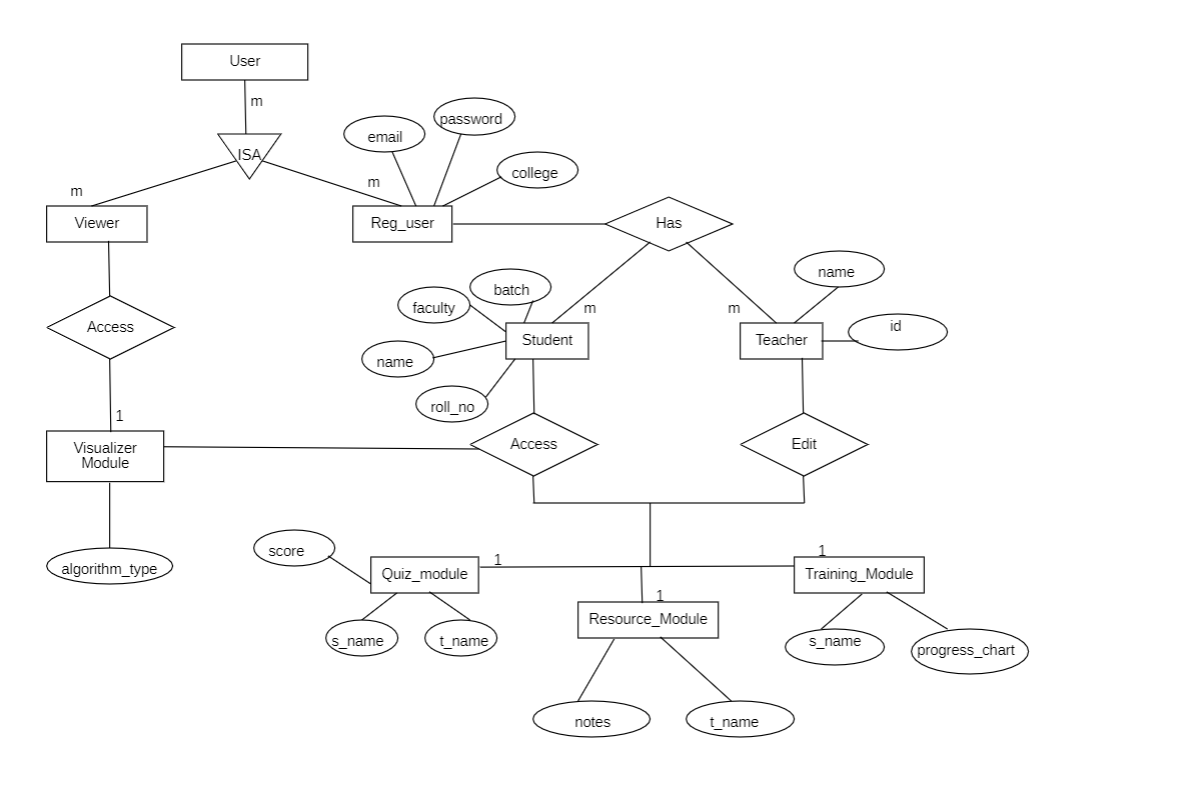 User
m
ISA
email
password
college
m
m
Viewer
Reg_user
Has
name
batch
faculty
m
m
id
Access
Student
Teacher
name
roll_no
1
Visualizer
Module
Access
Edit
algorithm_type
score
1
1
Quiz_module
Training_Module
1
Resource_Module
s_name
t_name
s_name
progress_chart
notes
t_name